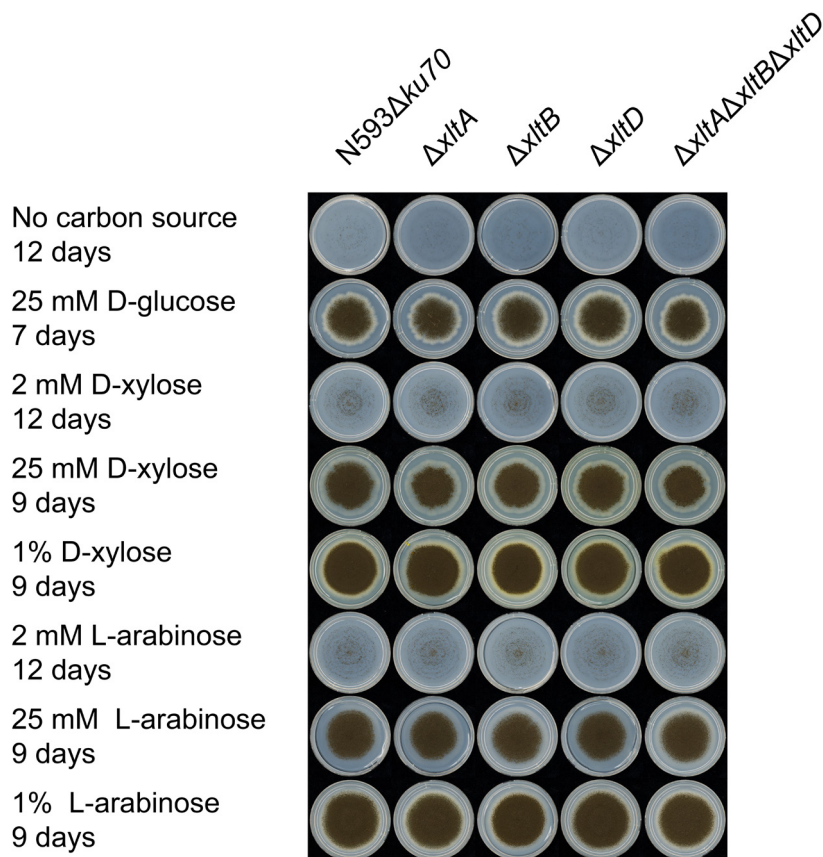 N593Δku70
ΔxltA
ΔxltB
ΔxltD
ΔxltAΔxltBΔxltD
No carbon source
12 days
25 mM D-glucose
7 days
2 mM D-xylose
12 days
25 mM D-xylose
9 days
1% D-xylose
9 days
2 mM L-arabinose
12 days
25 mM  L-arabinose
9 days
1%  L-arabinose
9 days